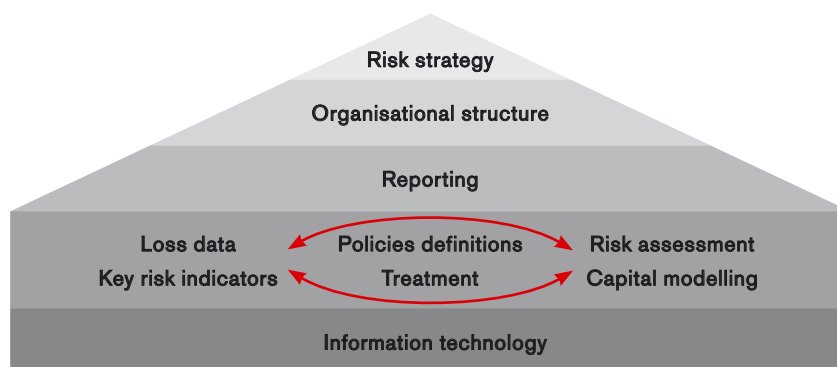 Risk strategy
Organisational structure
Reporting
Loss data Policies definitions Risk assessment
Key risk indicators Treatment Capital modelling
Information technology